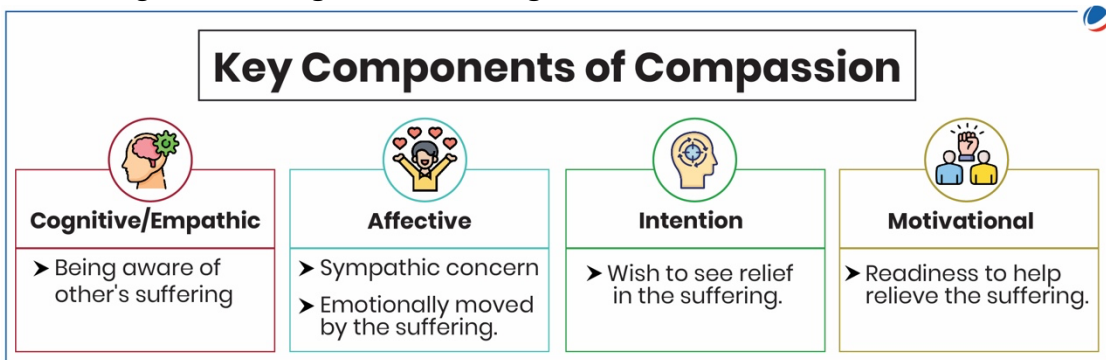 Key Components of Compassion
Cognitive/Empathic
➤ Being aware of
other's suffering
Affective
➤ Sympathic concern
➤ Emotionally moved
by the suffering.
Intention
➤ Wish to see relief
in the suffering.
Motivational
➤ Readiness to help
relieve the suffering.